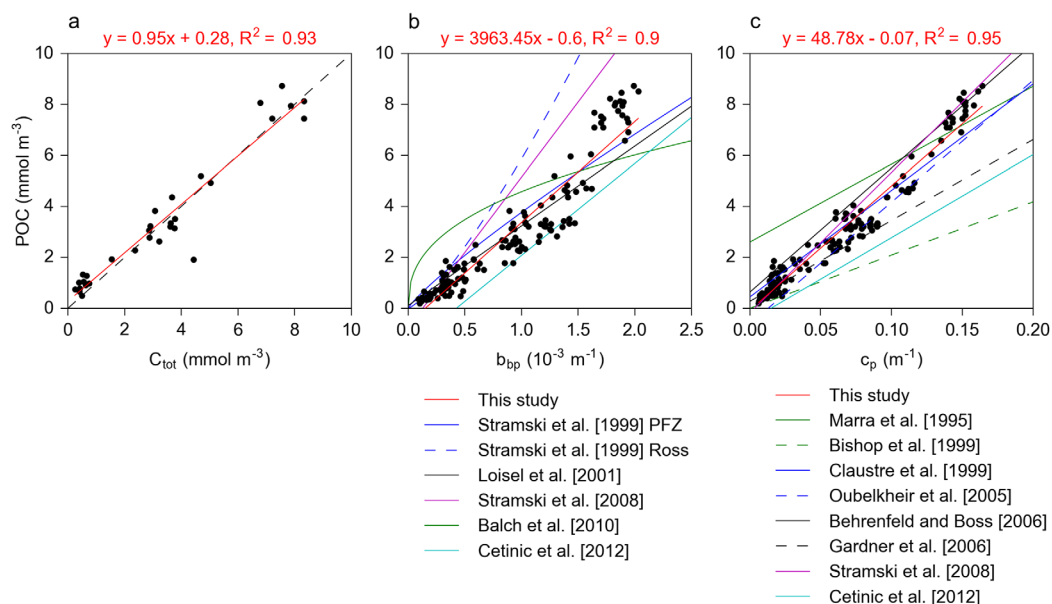 a
y = 0.95x + 0.28, R² = 0.93
10
8
6
4
2
0
0 2 4 6 8 10
POC (mmol m⁻³)
C_tot (mmol m⁻³)
b
y = 3963.45x - 0.6, R² = 0.9
10
8
6
4
2
0
0.0 0.5 1.0 1.5 2.0 2.5
b_bp (10⁻³ m⁻¹)
This study
Stramski et al. [1999] PFZ
Stramski et al. [1999] Ross
Loisel et al. [2001]
Stramski et al. [2008]
Balch et al. [2010]
Cetinic et al. [2012]
c
y = 48.78x - 0.07, R² = 0.95
10
8
6
4
2
0
0.00 0.05 0.10 0.15 0.20
c_p (m⁻¹)
This study
Marra et al. [1995]
Bishop et al. [1999]
Claustre et al. [1999]
Oubelkheir et al. [2005]
Behrenfeld and Boss [2006]
Gardner et al. [2006]
Stramski et al. [2008]
Cetinic et al. [2012]